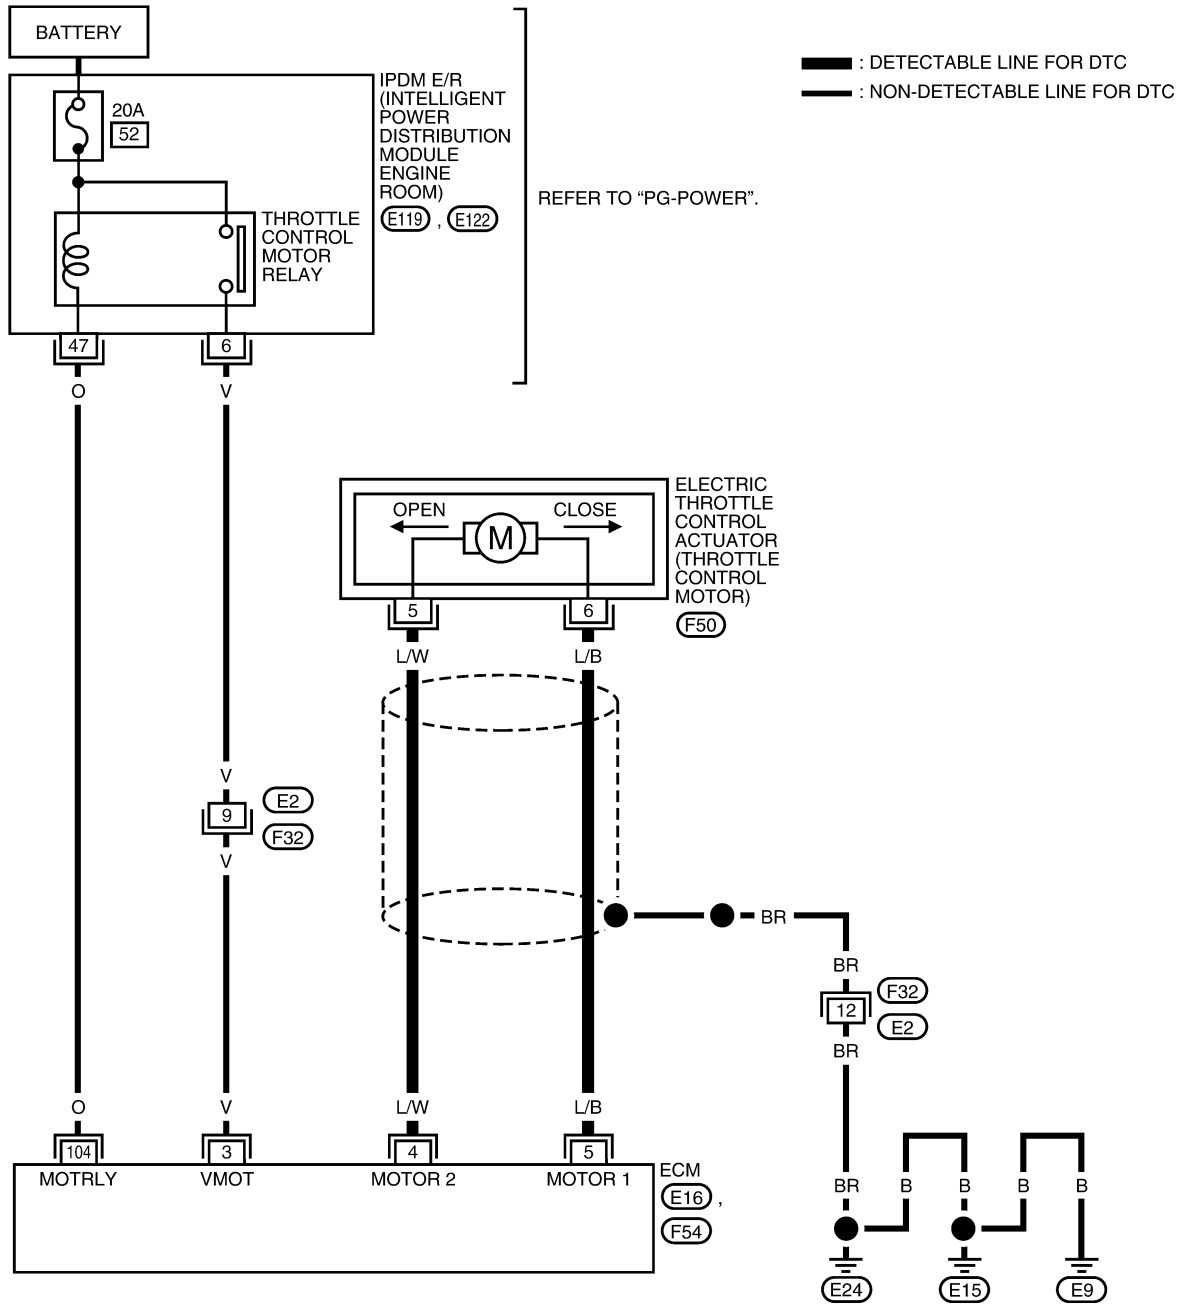 BATTERY
20A
52
IPDM E/R
(INTELLIGENT
POWER
DISTRIBUTION
MODULE
ENGINE
ROOM)
E119 , E122
: DETECTABLE LINE FOR DTC
: NON-DETECTABLE LINE FOR DTC
REFER TO “PG-POWER”.
THROTTLE
CONTROL
MOTOR
RELAY
47 6
O V
OPEN CLOSE
M
ELECTRIC
THROTTLE
CONTROL
ACTUATOR
(THROTTLE
CONTROL
MOTOR)
F50
5 6
L/W L/B
V
9
E2
F32
V
BR
BR
12
F32
E2
BR
O V L/W L/B
104 3 4 5
MOTRLY VMOT MOTOR 2 MOTOR 1
ECM
E16 ,
F54
BR B B B B
E24 E15 E9